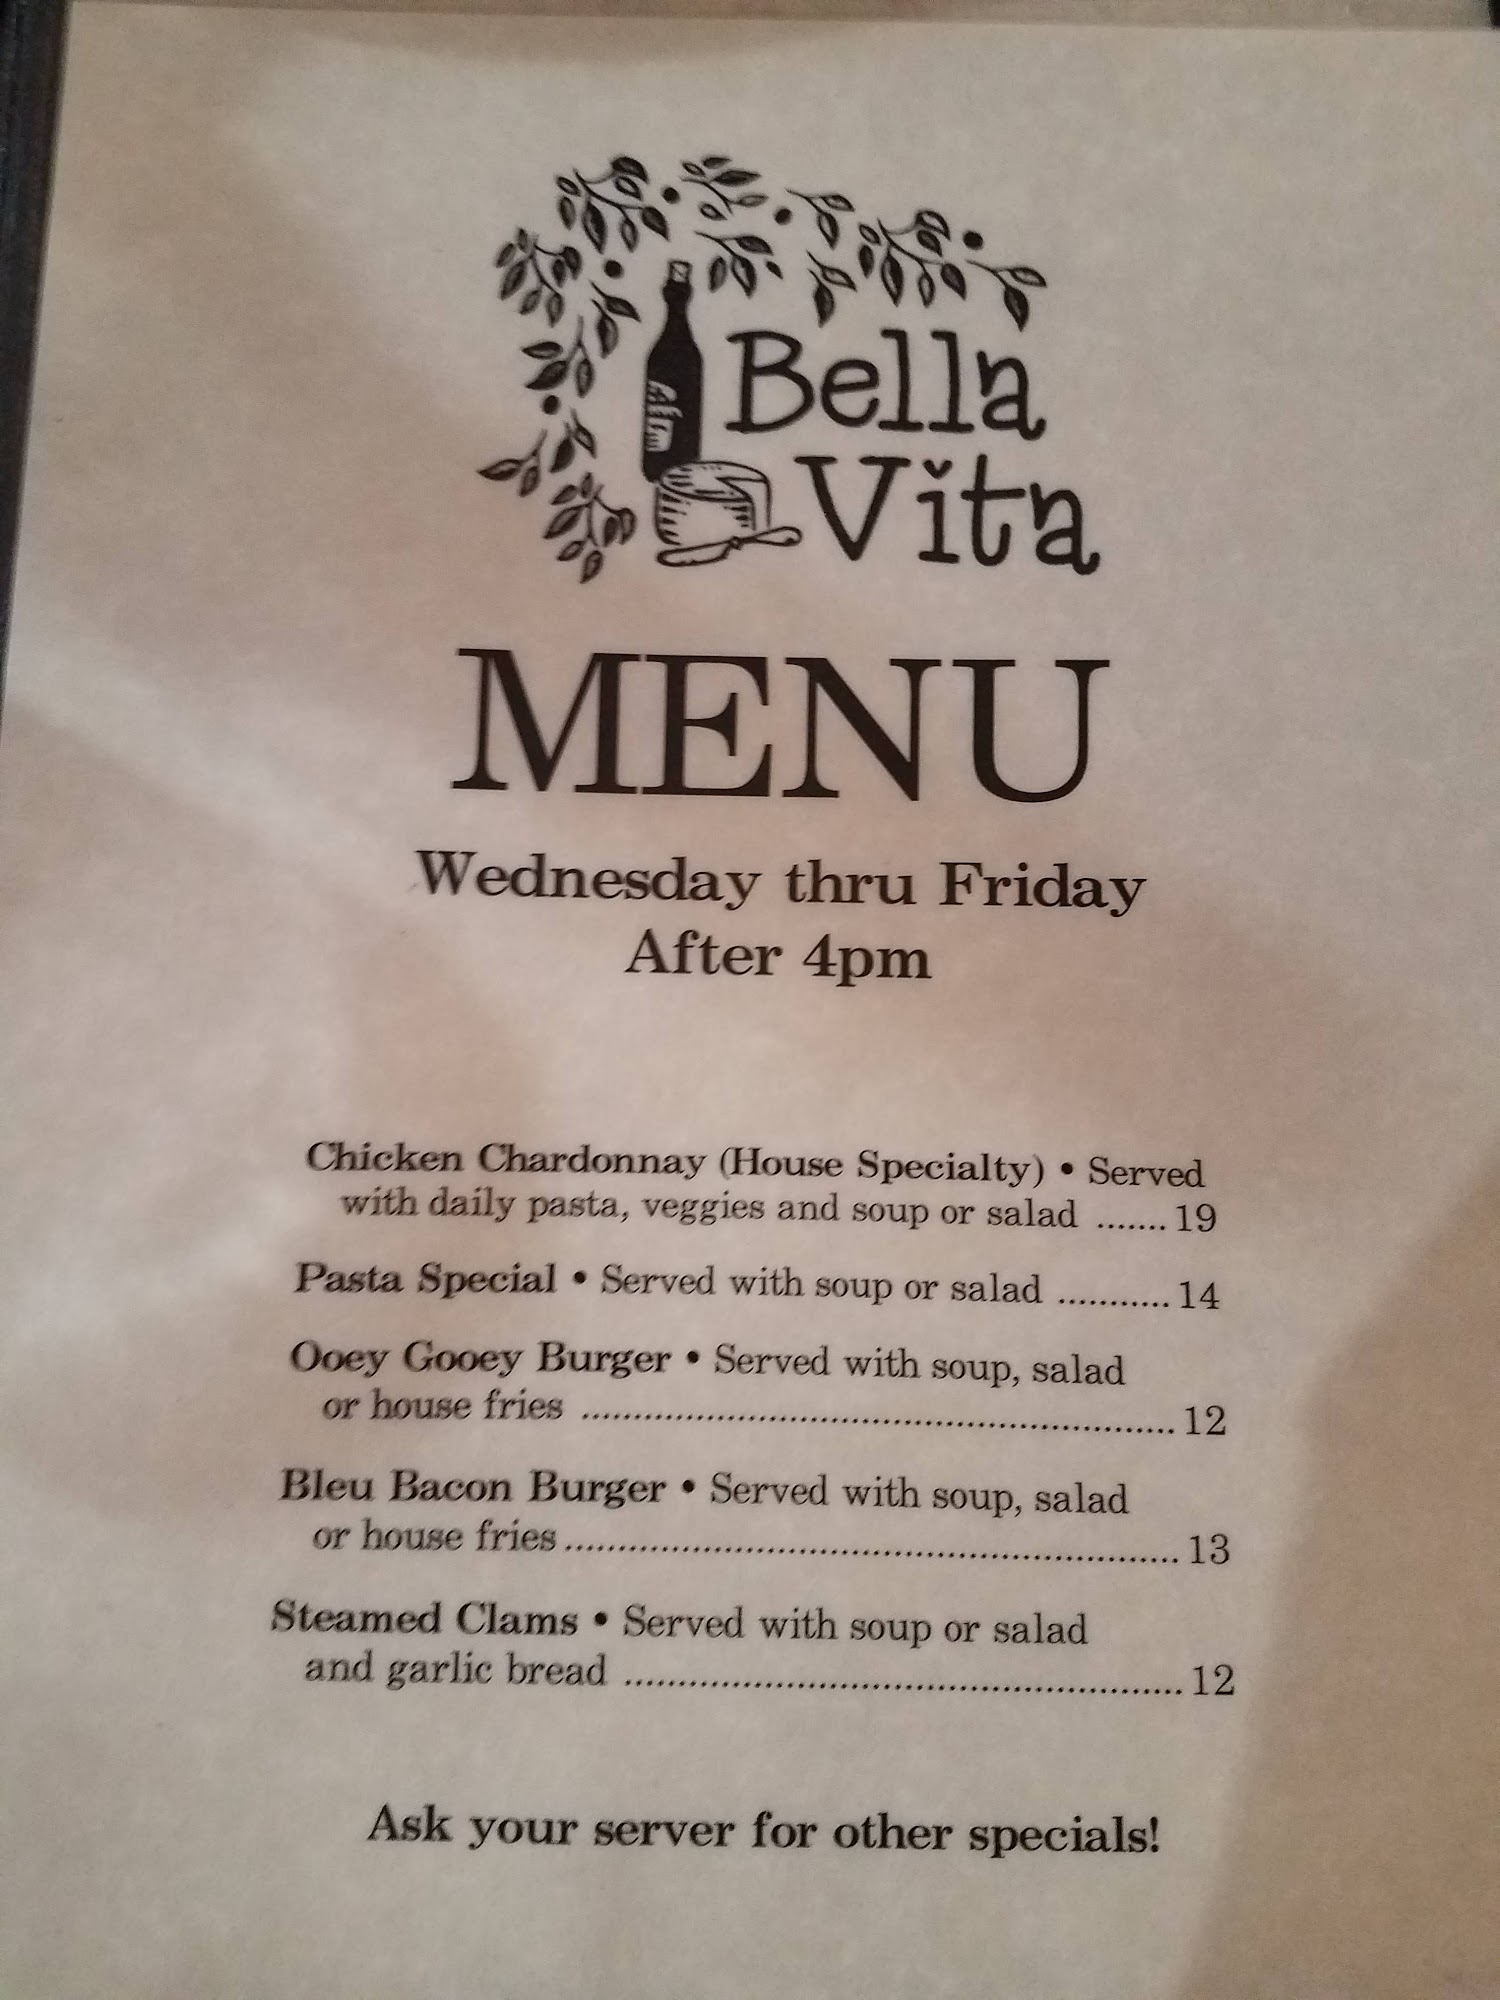 Bella
Vita
MENU
Wednesday thru Friday
After 4pm
Chicken Chardonnay (House Specialty) • Served
with daily pasta, veggies and soup or salad .......19
Pasta Special • Served with soup or salad ...........14
Ooey Gooey Burger • Served with soup, salad
or house fries .........................................................12
Bleu Bacon Burger • Served with soup, salad
or house fries...........................................................13
Steamed Clams • Served with soup or salad
and garlic bread ......................................................12
Ask your server for other specials!